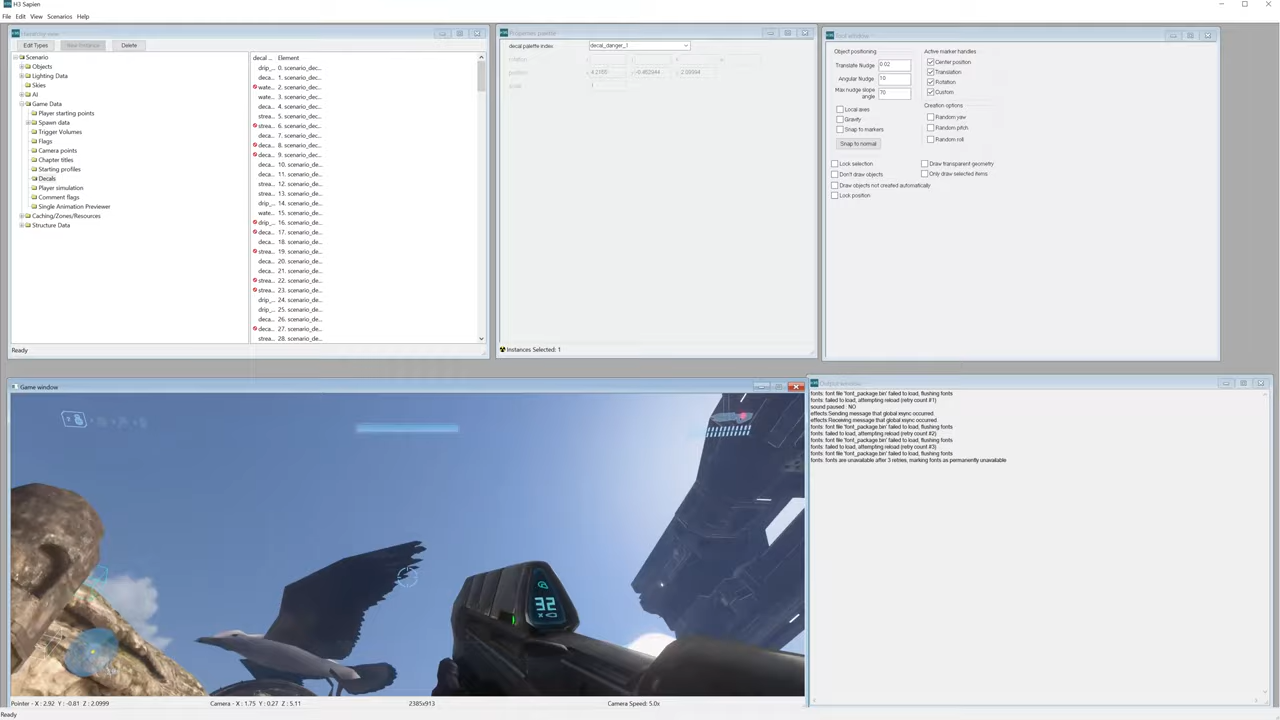 H3 Sapien
File Edit View Scenarios Help
Edit Types Delete
Scenario
Objects
Lighting Data
Skies
AI
Game Data
Player starting points
Spawn data
Trigger Volumes
Flags
Camera points
Chapter titles
Starting profiles
Decals
Player simulation
Comment flags
Single Animation Previewer
Caching/Zones/Resources
Structure Data
decal ... Element
drip_... 0. scenario_dec...
deca... 1. scenario_dec...
wate... 2. scenario_dec...
wate... 3. scenario_dec...
deca... 4. scenario_dec...
strea... 5. scenario_dec...
strea... 6. scenario_dec...
deca... 7. scenario_dec...
deca... 8. scenario_dec...
deca... 9. scenario_dec...
deca... 10. scenario_de...
deca... 11. scenario_de...
strea... 12. scenario_de...
strea... 13. scenario_de...
drip_... 14. scenario_de...
wate... 15. scenario_de...
drip_... 16. scenario_de...
deca... 17. scenario_de...
deca... 18. scenario_de...
strea... 19. scenario_de...
deca... 20. scenario_de...
deca... 21. scenario_de...
strea... 22. scenario_de...
strea... 23. scenario_de...
drip_... 24. scenario_de...
drip_... 25. scenario_de...
deca... 26. scenario_de...
deca... 27. scenario_de...
strea... 28. scenario_de...
Ready
Properties palette
decal palette index decal_danger_1
position
Instances Selected: 1
Object positioning
Translate Nudge 0.02
Angular Nudge 10
Max nudge slope angle 70
Local axes
Gravity
Snap to markers
Snap to normal
Active marker handles
Center position
Translation
Rotation
Custom
Creation options
Random yaw
Random pitch
Random roll
Lock selection
Don't draw objects
Draw objects not created automatically
Lock position
Draw transparent geometry
Only draw selected items
Game window
32
Pointer - X : 2.92 Y : -0.81 Z : 2.0999 Camera - X : 1.75 Y : 0.27 Z : 5.11 2385x913 Camera Speed: 5.0x
Output window
fonts: font file 'font_package.bin' failed to load, flushing fonts
fonts: failed to load, attempting reload (retry count #1)
sound paused : NO
effects Sending message that global rsync occurred
effects Receiving message that global rsync occurred
fonts: font file 'font_package.bin' failed to load, flushing fonts
fonts: failed to load, attempting reload (retry count #2)
fonts: font file 'font_package.bin' failed to load, flushing fonts
fonts: failed to load, attempting reload (retry count #3)
fonts: font file 'font_package.bin' failed to load, flushing fonts
fonts: fonts are unavailable after 3 retries, marking fonts as permanently unavailable
Ready